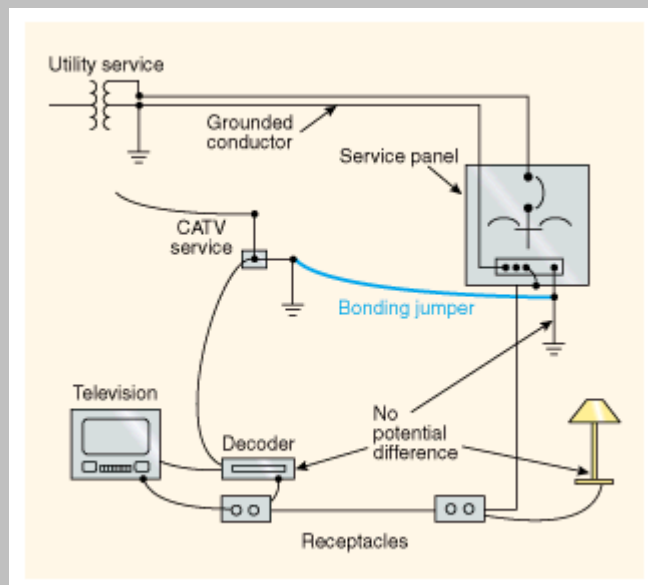 Utility service
Grounded
conductor
Service panel
CATV
service
Bonding jumper
Television
Decoder
No
potential
difference
Receptacles